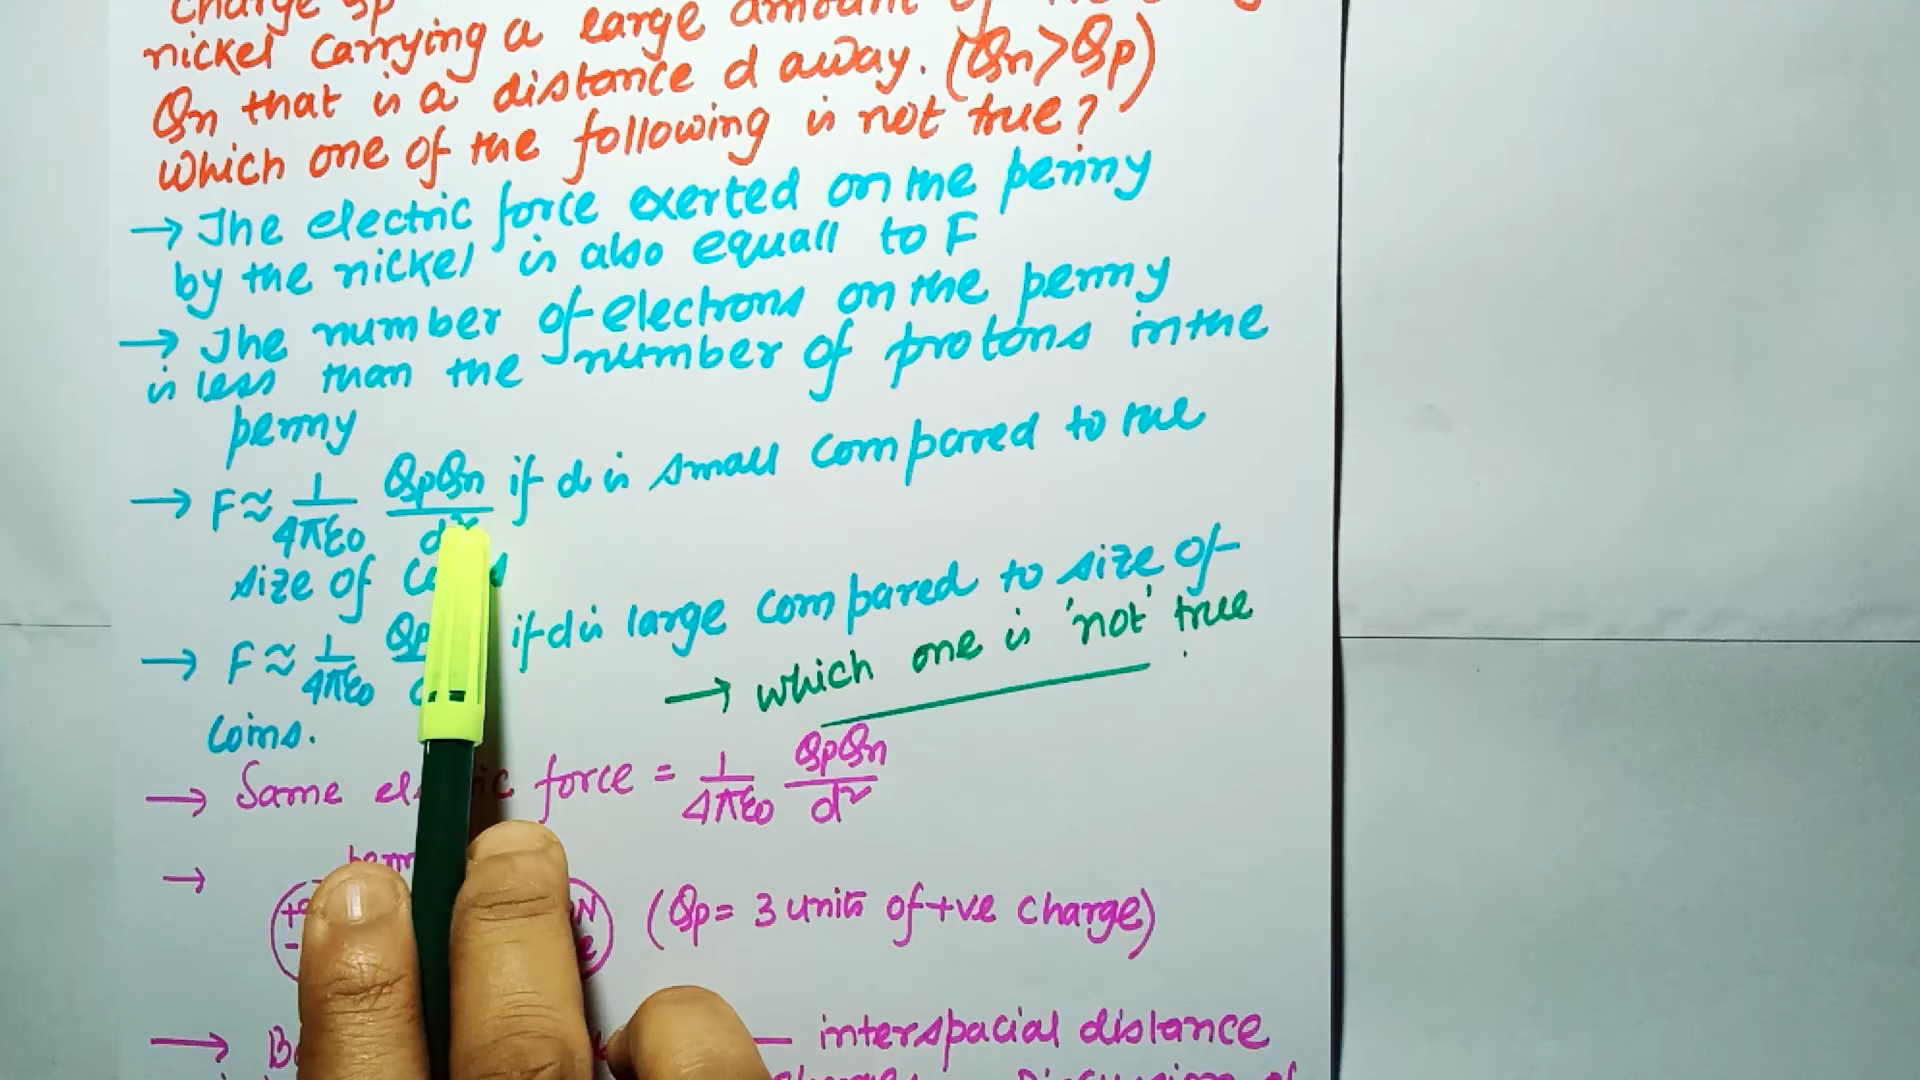 charge Qp
nickel carrying a large amount of
Qn that is a distance d away. (Qn>Qp)
which one of the following is not true?
→ The electric force exerted on the penny
by the nickel is also equall to F
→ The number of electrons on the penny
is less than the number of protons in the
penny
→ F≈ 1/4πε0 QpQn/d² if d is small compared to the
size of
→ F≈ 1/4πε0 if d is large compared to size of
coins.
→ which one is 'not' true
→ Same force = 1/4πε0 QpQn/d²
→
(Qp= 3 units of +ve charge)
→ — interspacial distance